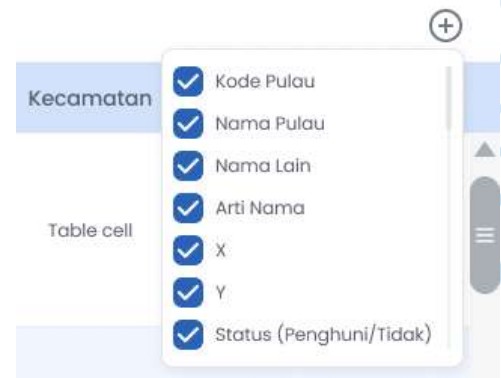 Kecamatan
Kode Pulau
Nama Pulau
Nama Lain
Arti Nama
Table cell
X
Y
Status (Penghuni/Tidak)